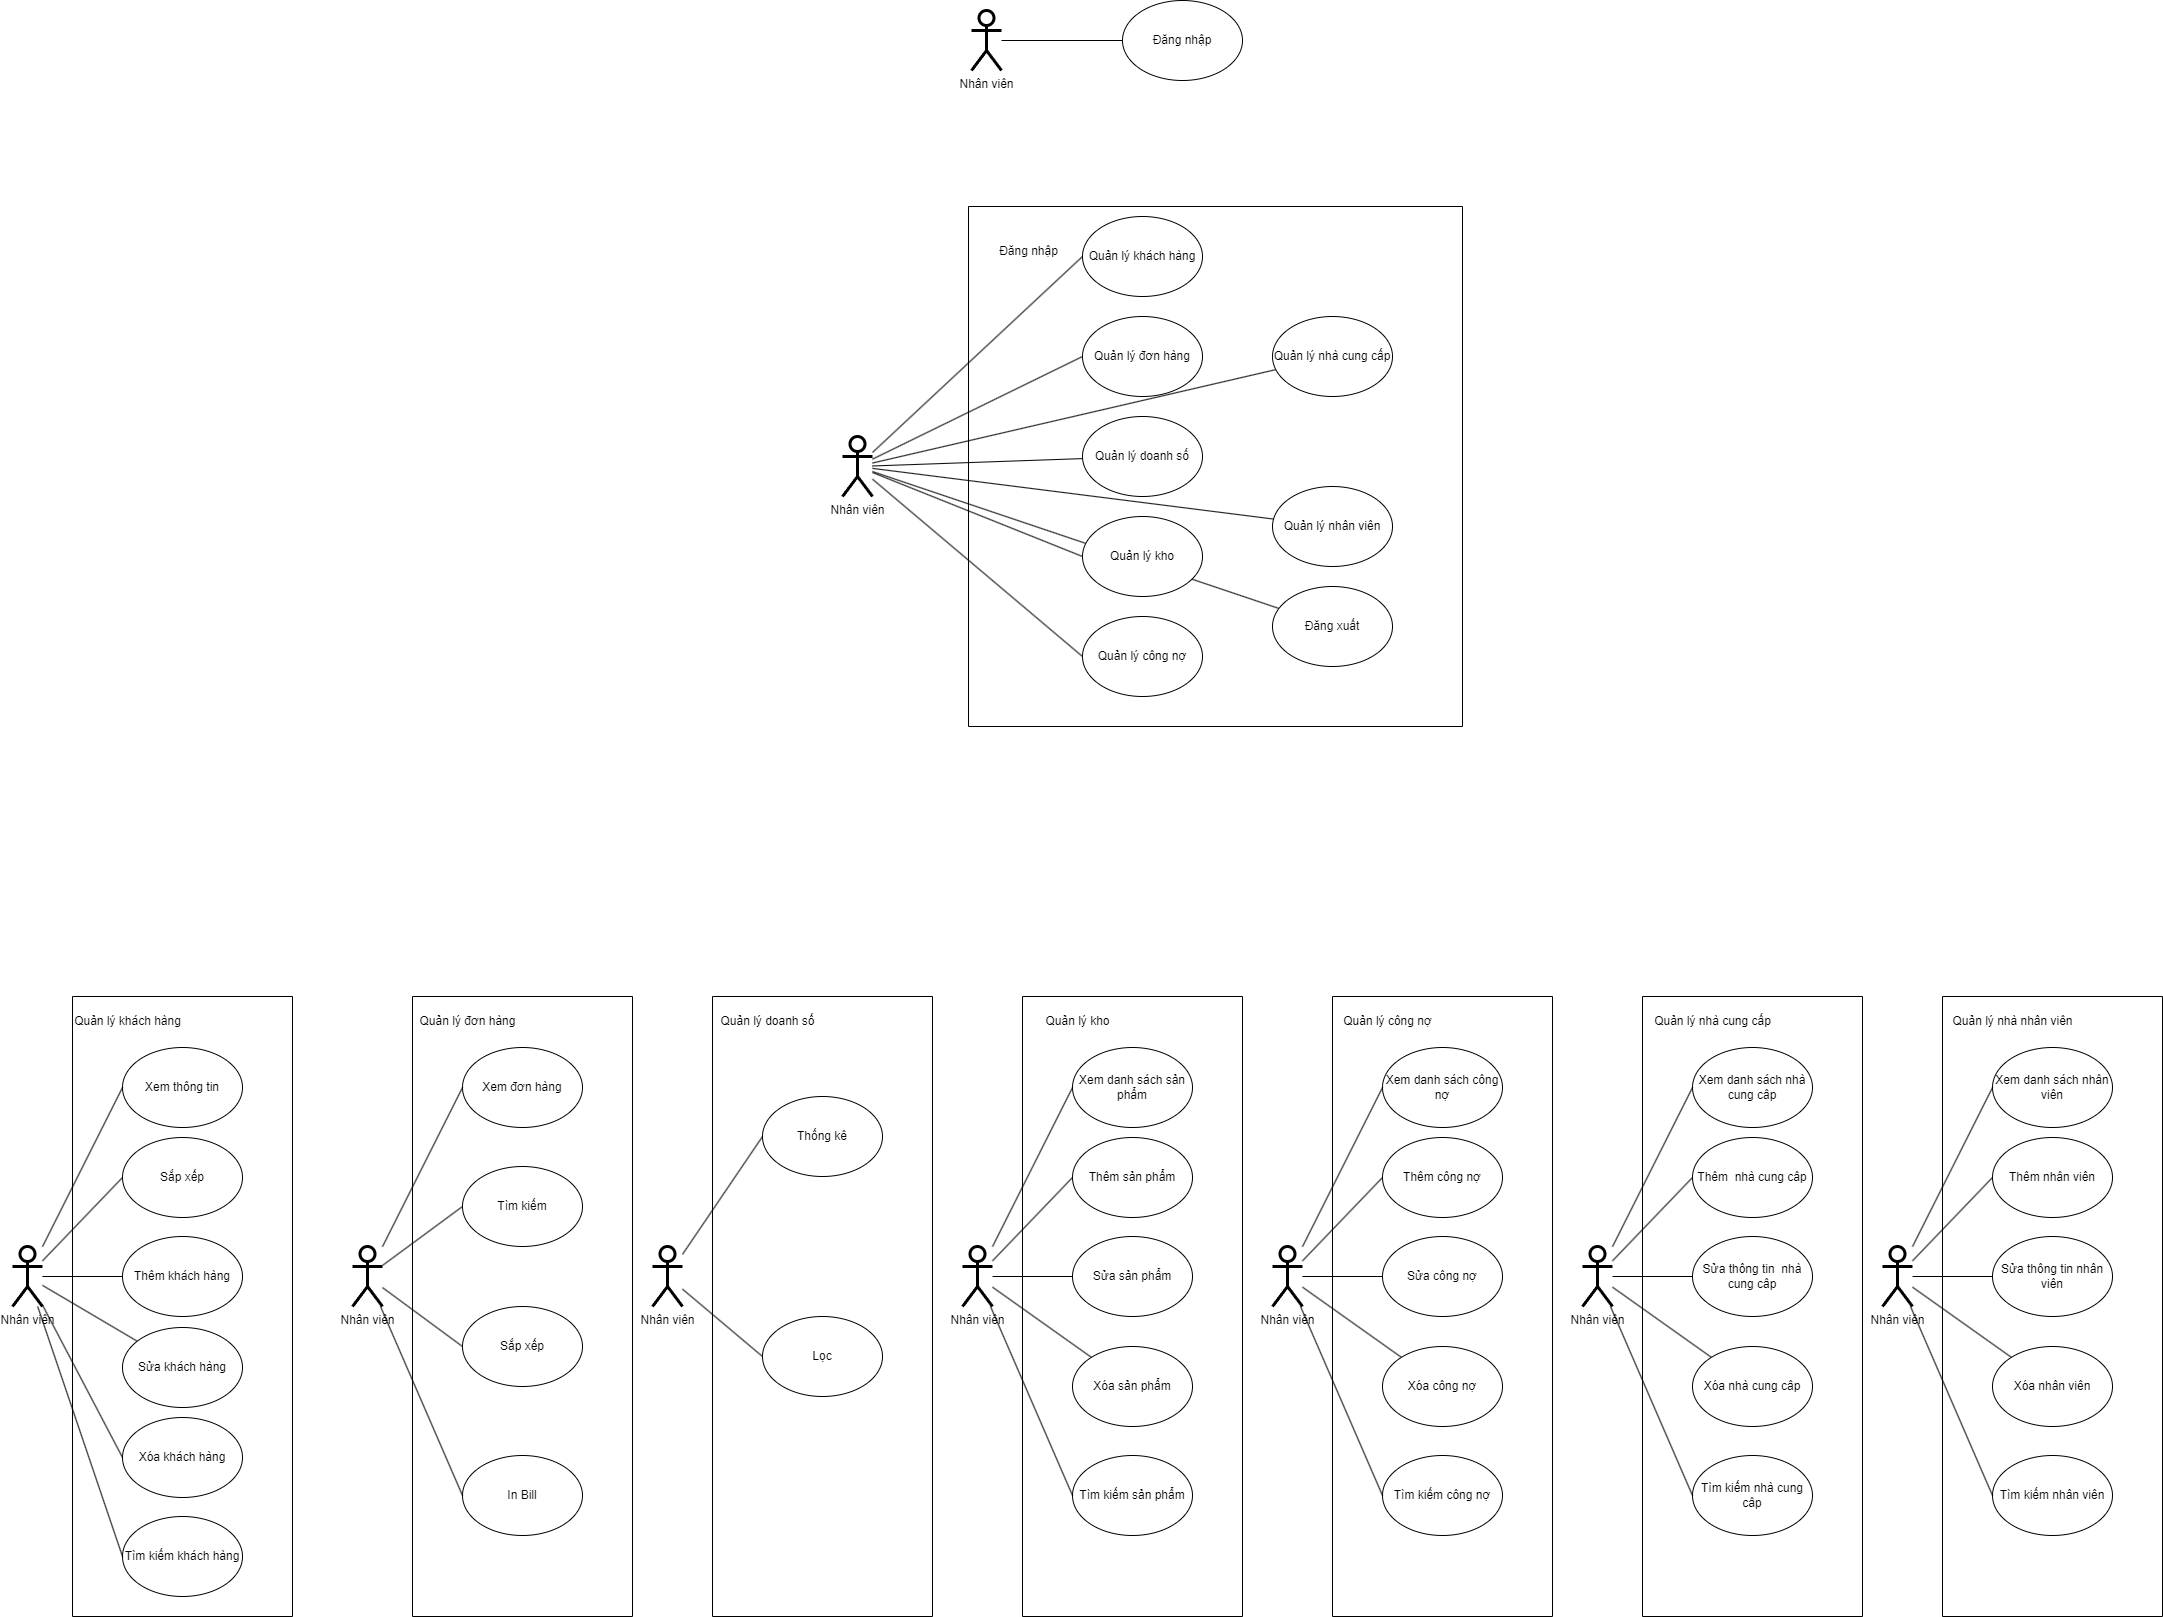 Đăng nhập
Nhân viên
Đăng nhập
Quản lý khách hàng
Quản lý đơn hàng
Quản lý nhà cung cấp
Quản lý doanh số
Nhân viên
Quản lý nhân viên
Quản lý kho
Đăng xuất
Quản lý công nợ
Quản lý khách hàng
Xem thông tin
Sắp xếp
Thêm khách hàng
Nhân viên
Sửa khách hàng
Xóa khách hàng
Tìm kiếm khách hàng
Quản lý đơn hàng
Xem đơn hàng
Tìm kiếm
Nhân viên
Sắp xếp
In Bill
Quản lý doanh số
Thống kê
Nhân viên
Lọc
Quản lý kho
Xem danh sách sản
phẩm
Thêm sản phẩm
Sửa sản phẩm
Nhân viên
Xóa sản phẩm
Tìm kiếm sản phẩm
Quản lý công nợ
Xem danh sách công
nợ
Thêm công nợ
Sửa công nợ
Nhân viên
Xóa công nợ
Tìm kiếm công nợ
Quản lý nhà cung cấp
Xem danh sách nhà
cung câp
Thêm  nhà cung câp
Sửa thông tin  nhà
cung câp
Nhân viên
Xóa nhà cung câp
Tìm kiếm nhà cung
câp
Quản lý nhà nhân viên
Xem danh sách nhân
viên
Thêm nhân viên
Sửa thông tin nhân
viên
Nhân viên
Xóa nhân viên
Tìm kiếm nhân viên